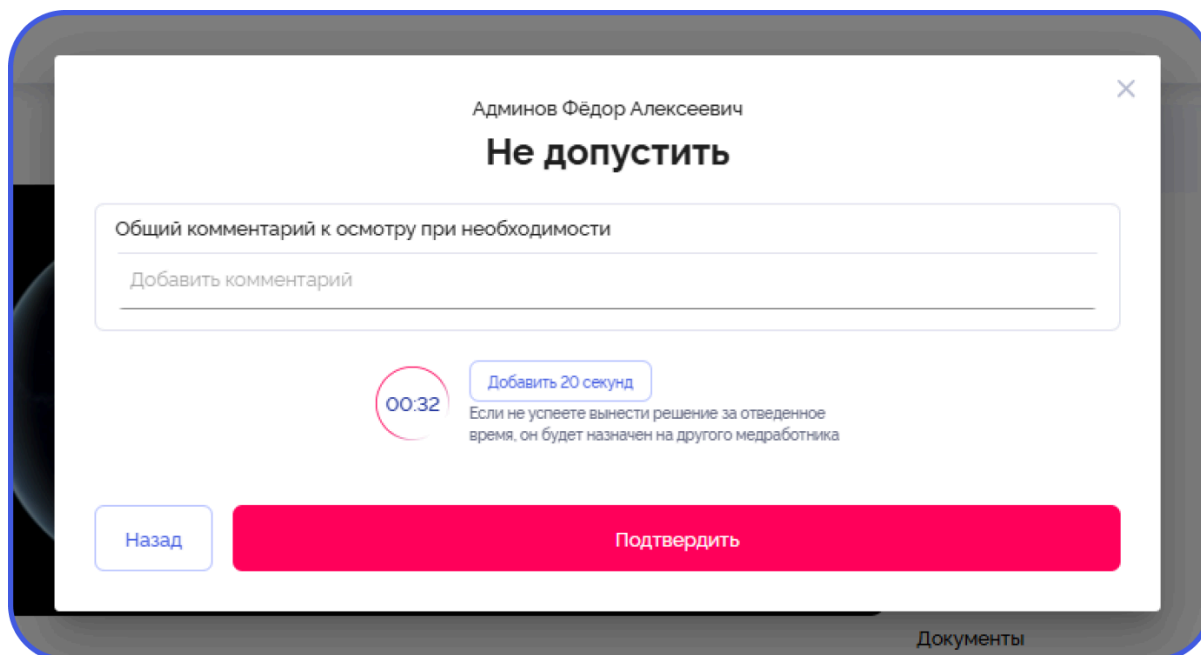 Админов Фёдор Алексеевич
Не допустить
Общий комментарий к осмотру при необходимости
Добавить комментарий
00:32
Добавить 20 секунд
Если не успеете вынести решение за отведенное
время, он будет назначен на другого медработника
Назад
Подтвердить
Документы